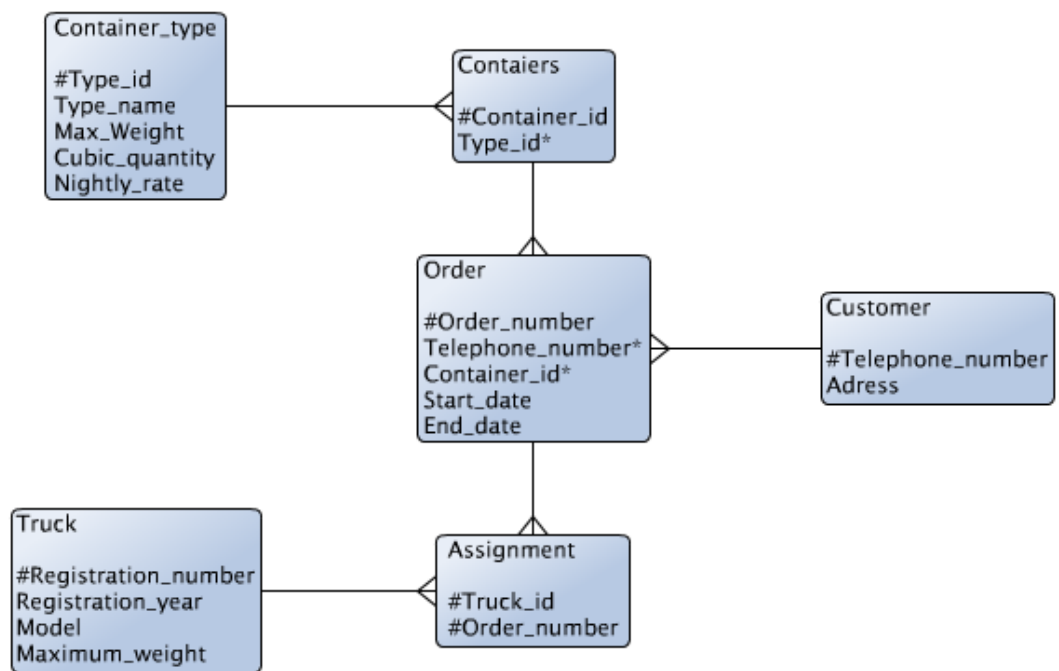 Container_type
#Type_id
Type_name
Max_Weight
Cubic_quantity
Nightly_rate
Contaiers
#Container_id
Type_id*
Order
#Order_number
Telephone_number*
Container_id*
Start_date
End_date
Customer
#Telephone_number
Adress
Truck
#Registration_number
Registration_year
Model
Maximum_weight
Assignment
#Truck_id
#Order_number